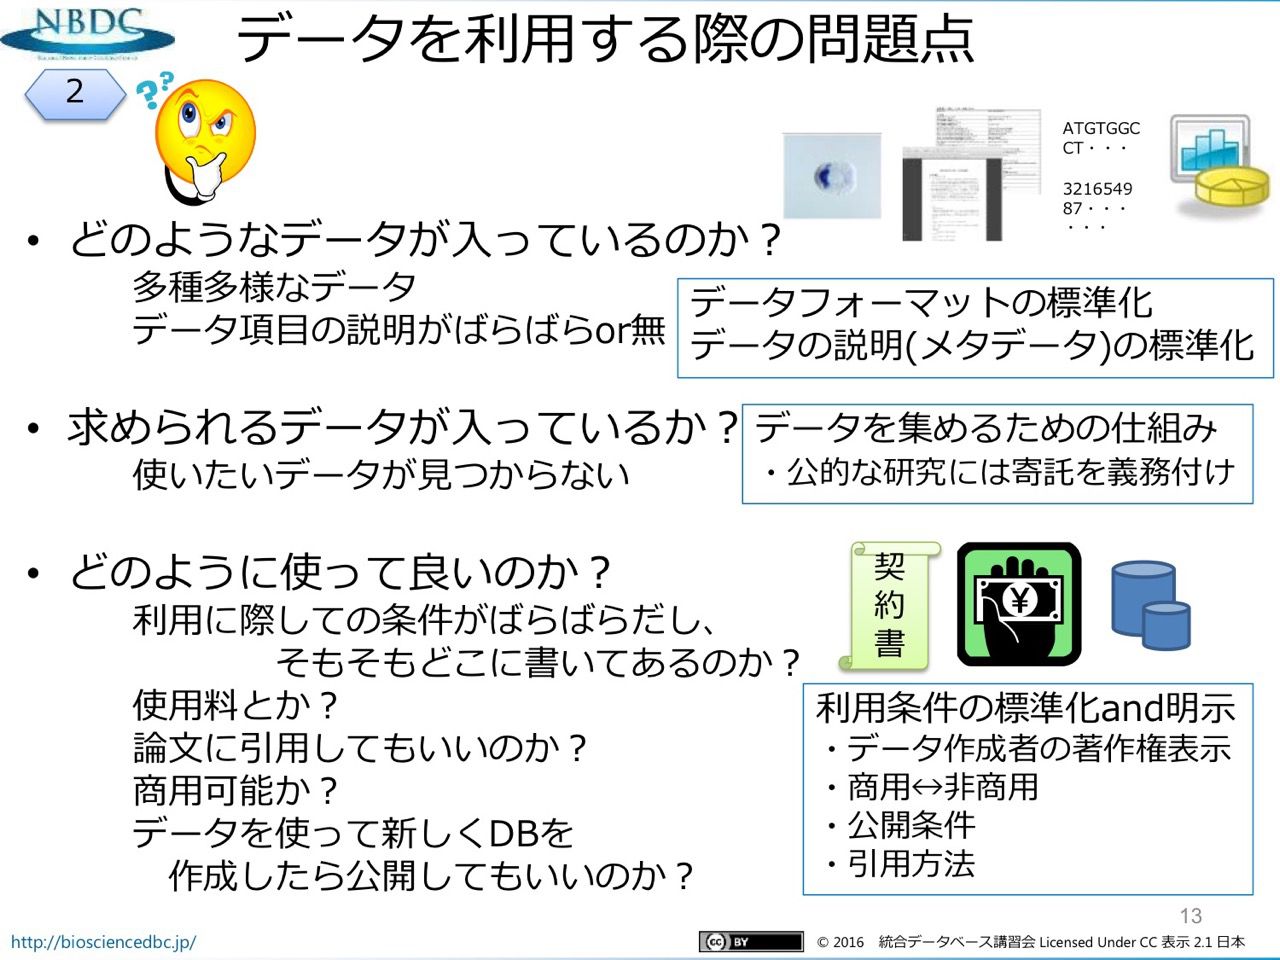 NBDC
データを利用する際の問題点
2
??
ATGTGGC
CT・・・
3216549
87・・・
・・・
• どのようなデータが入っているのか？
多種多様なデータ
データ項目の説明がばらばらor無
データフォーマットの標準化
データの説明(メタデータ)の標準化
• 求められるデータが入っているか？
使いたいデータが見つからない
データを集めるための仕組み
・公的な研究には寄託を義務付け
• どのように使って良いのか？
利用に際しての条件がばらばらだし、
そもそもどこに書いてあるのか？
使用料とか？
論文に引用してもいいのか？
商用可能か？
データを使って新しくDBを
作成したら公開してもいいのか？
契
約
書
¥
利用条件の標準化and明示
・データ作成者の著作権表示
・商用↔非商用
・公開条件
・引用方法
13
http://biosciencedbc.jp/
cc BY
© 2016 統合データベース講習会 Licensed Under CC 表示 2.1 日本